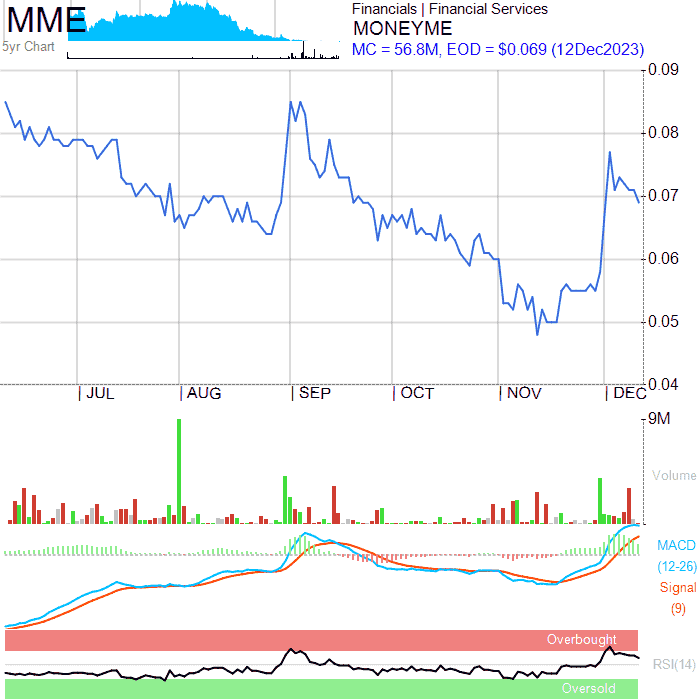 MME
Financials | Financial Services
MONEYME
MC = 56.8M, EOD = $0.069 (12Dec2023)
5yr Chart
0.09
0.08
0.07
0.06
0.05
0.04
| JUL | AUG | SEP | OCT | NOV | DEC
9M
Volume
MACD
(12-26)
Signal
(9)
Overbought
RSI(14)
Oversold